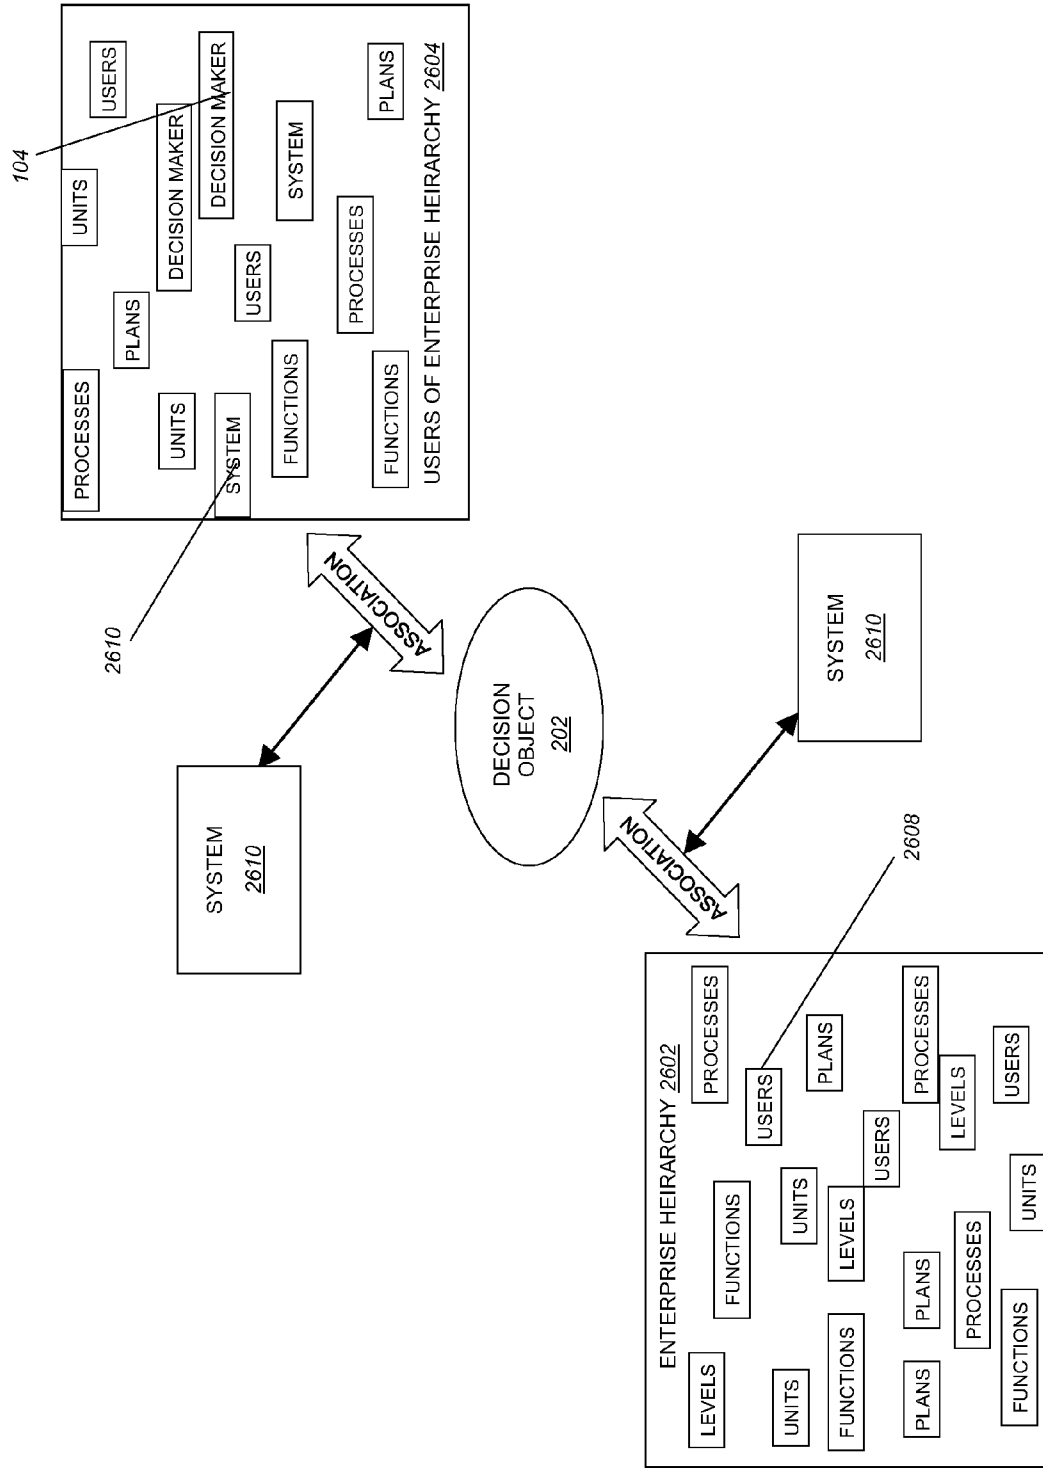 104
PROCESSES
UNITS
USERS
PLANS
UNITS
DECISION MAKER
DECISION MAKER
SYSTEM
USERS
FUNCTIONS
SYSTEM
PROCESSES
PLANS
FUNCTIONS
USERS OF ENTERPRISE HEIRARCHY 2604
2610
SYSTEM
2610
ASSOCIATION
DECISION
OBJECT
202
ASSOCIATION
SYSTEM
2610
2608
ENTERPRISE HEIRARCHY 2602
LEVELS
PROCESSES
FUNCTIONS
USERS
UNITS
UNITS
PLANS
FUNCTIONS
LEVELS
USERS
PLANS
PLANS
PROCESSES
LEVELS
PROCESSES
USERS
FUNCTIONS
UNITS